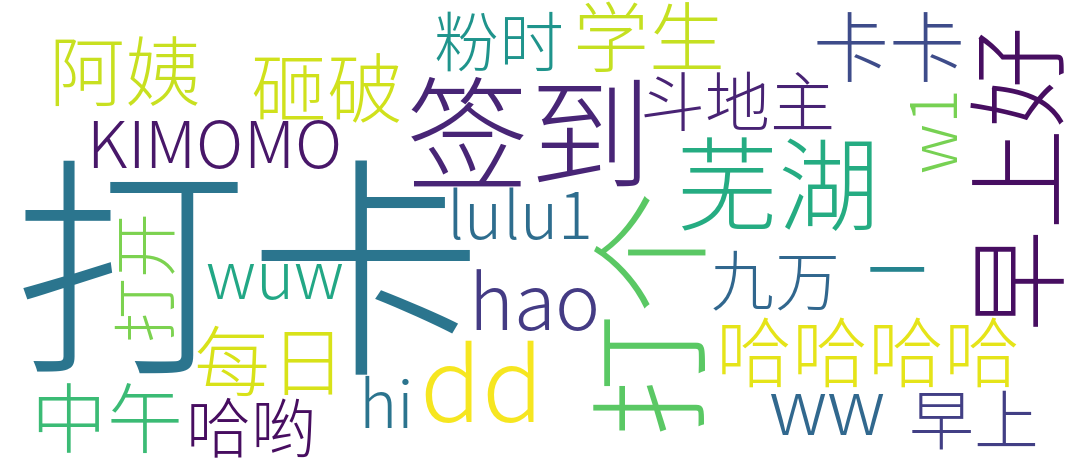 阿姨
砸破
粉时
学生
卡卡
KIMOMO
签到
斗地主
w1
早上好
打卡
打开
lulu1
芜湖
wuw
hao
打个
九万一
每日
dd
哈哈哈哈
中午
哈哟
hi
ww
早上